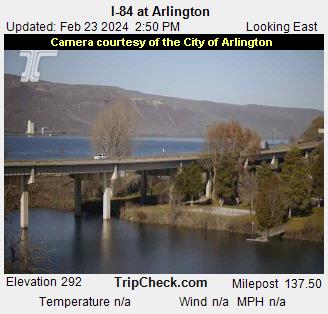 I-84 at Arlington
Updated: Feb 23 2024 2:50 PM Looking East
Camera courtesy of the City of Arlington
Elevation 292 TripCheck.com Milepost 137.50
Temperature n/a Wind n/a MPH n/a